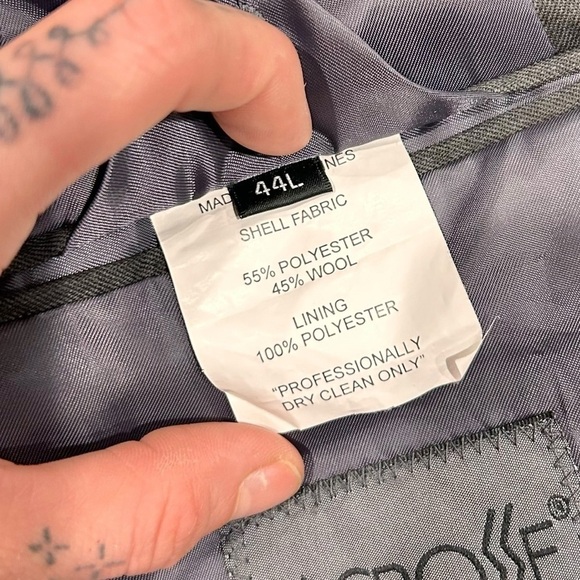 44L
SHELL FABRIC
55% POLYESTER
45% WOOL
LINING
100% POLYESTER
"PROFESSIONALLY
DRY CLEAN ONLY"